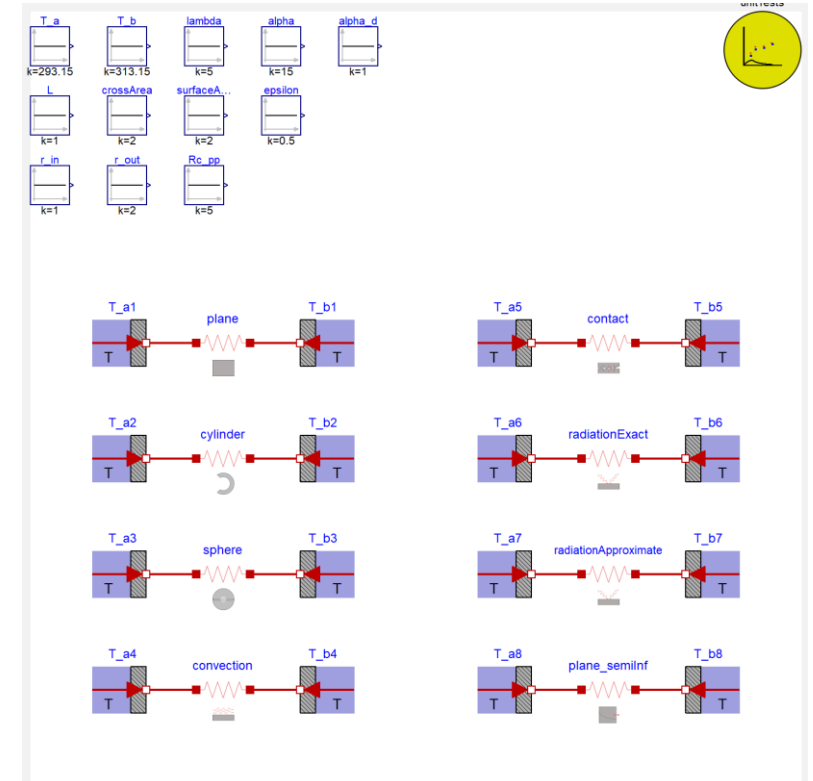 unitTests
T_a T_b lambda alpha alpha_d
k=293.15 k=313.15 k=5 k=15 k=1
L crossArea surfaceA... epsilon
k=1 k=2 k=2 k=0.5
r_in r_out Rc_pp
k=1 k=2 k=5
T_a1 plane T_b1 T_a5 contact T_b5
T T T T
T_a2 cylinder T_b2 T_a6 radiationExact T_b6
T T T T
T_a3 sphere T_b3 T_a7 radiationApproximate T_b7
T T T T
T_a4 convection T_b4 T_a8 plane_semiInf T_b8
T T T T